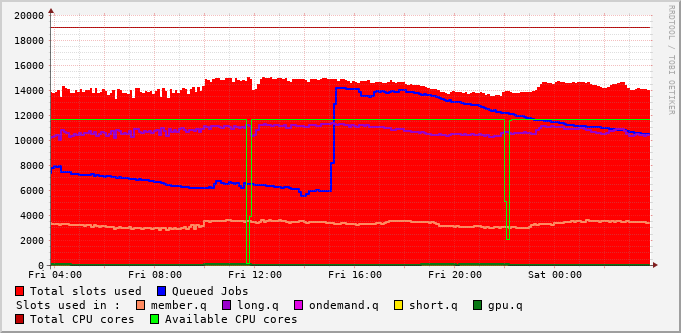 20000
18000
16000
14000
12000
10000
8000
6000
4000
2000
0
Fri 04:00 Fri 08:00 Fri 12:00 Fri 16:00 Fri 20:00 Sat 00:00
Total slots used Queued Jobs
Slots used in : member.q long.q ondemand.q short.q gpu.q
Total CPU cores Available CPU cores
RRDTOOL / TOBI OETIKER